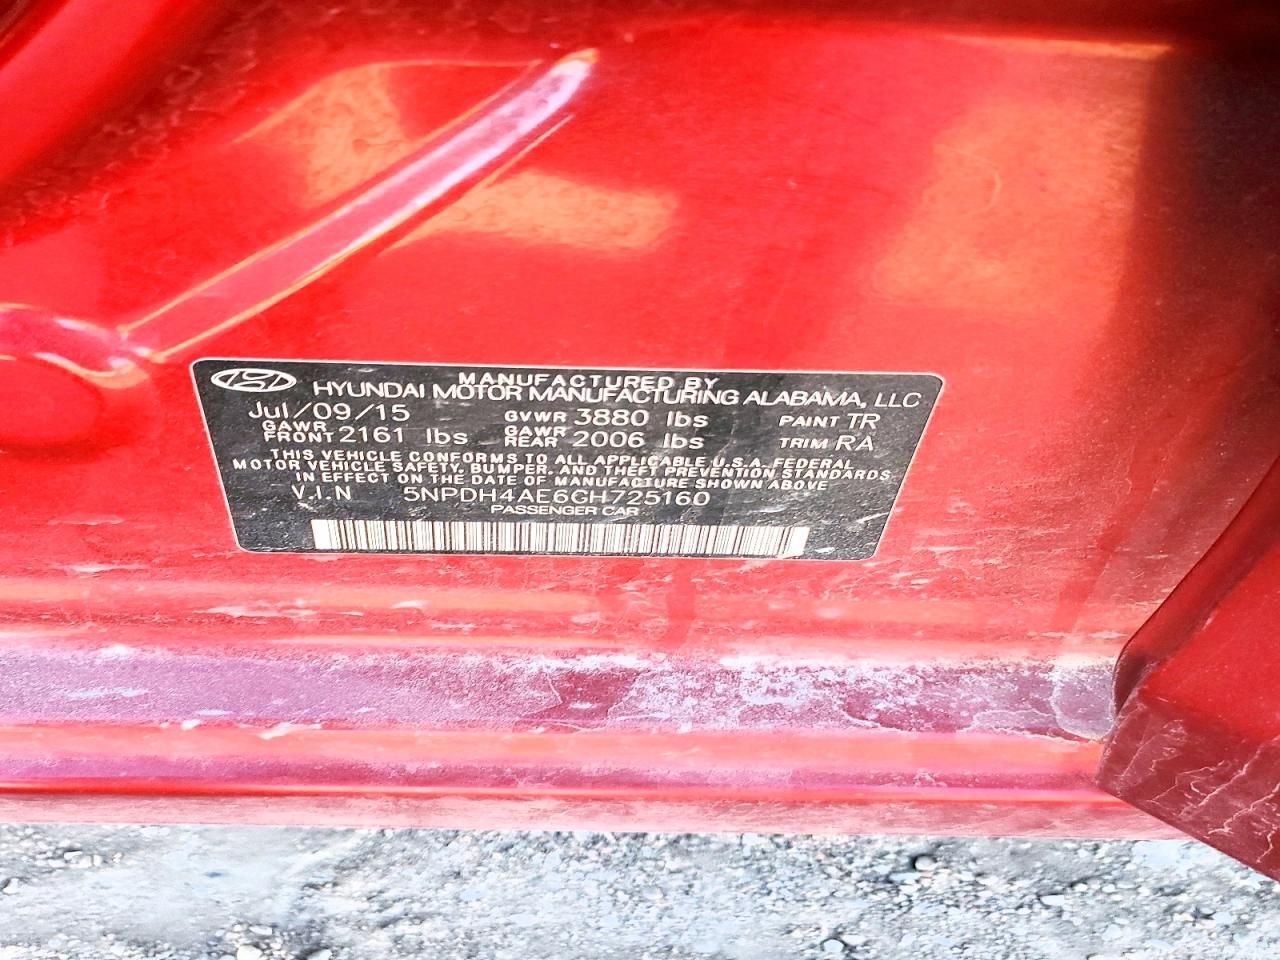 MANUFACTURED BY
HYUNDAI MOTOR MANUFACTURING ALABAMA, LLC
Jul/09/15 GVWR 3880 lbs PAINT TR
GAWR FRONT 2161 lbs GAWR REAR 2006 lbs TRIM RA
THIS VEHICLE CONFORMS TO ALL APPLICABLE U.S.A. FEDERAL
MOTOR VEHICLE SAFETY, BUMPER, AND THEFT PREVENTION STANDARDS
IN EFFECT ON THE DATE OF MANUFACTURE SHOWN ABOVE
V.I.N 5NPDH4AE6GH725160
PASSENGER CAR